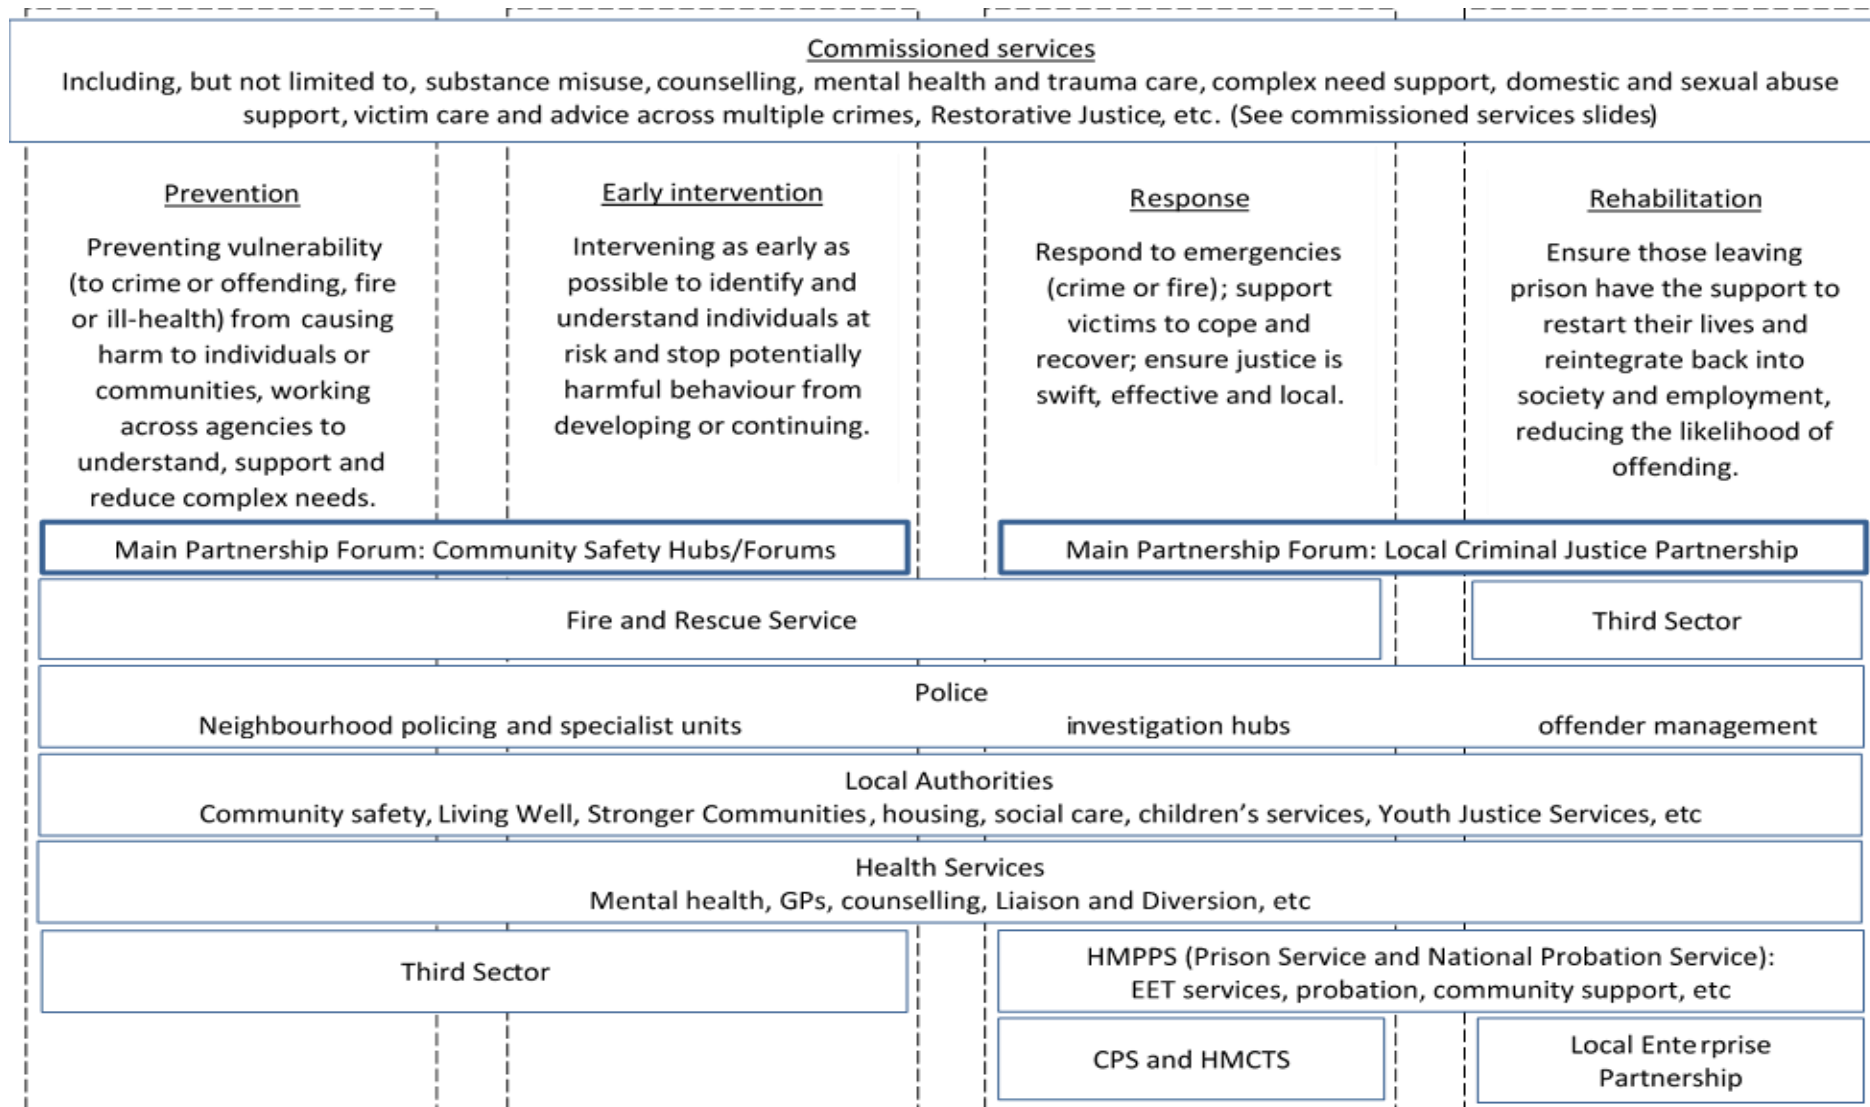 Commissioned services
Including, but not limited to, substance misuse, counselling, mental health and trauma care, complex need support, domestic and sexual abuse
support, victim care and advice across multiple crimes, Restorative Justice, etc. (See commissioned services slides)
Prevention
Preventing vulnerability
(to crime or offending, fire
or ill-health) from causing
harm to individuals or
communities, working
across agencies to
understand, support and
reduce complex needs.
Early intervention
Intervening as early as
possible to identify and
understand individuals at
risk and stop potentially
harmful behaviour from
developing or continuing.
Response
Respond to emergencies
(crime or fire); support
victims to cope and
recover; ensure justice is
swift, effective and local.
Rehabilitation
Ensure those leaving
prison have the support to
restart their lives and
reintegrate back into
society and employment,
reducing the likelihood of
offending.
Main Partnership Forum: Community Safety Hubs/Forums
Main Partnership Forum: Local Criminal Justice Partnership
Fire and Rescue Service
Third Sector
Police
Neighbourhood policing and specialist units investigation hubs offender management
Local Authorities
Community safety, Living Well, Stronger Communities, housing, social care, children's services, Youth Justice Services, etc
Health Services
Mental health, GPs, counselling, Liaison and Diversion, etc
Third Sector
HMPPS (Prison Service and National Probation Service):
EET services, probation, community support, etc
CPS and HMCTS
Local Enterprise
Partnership